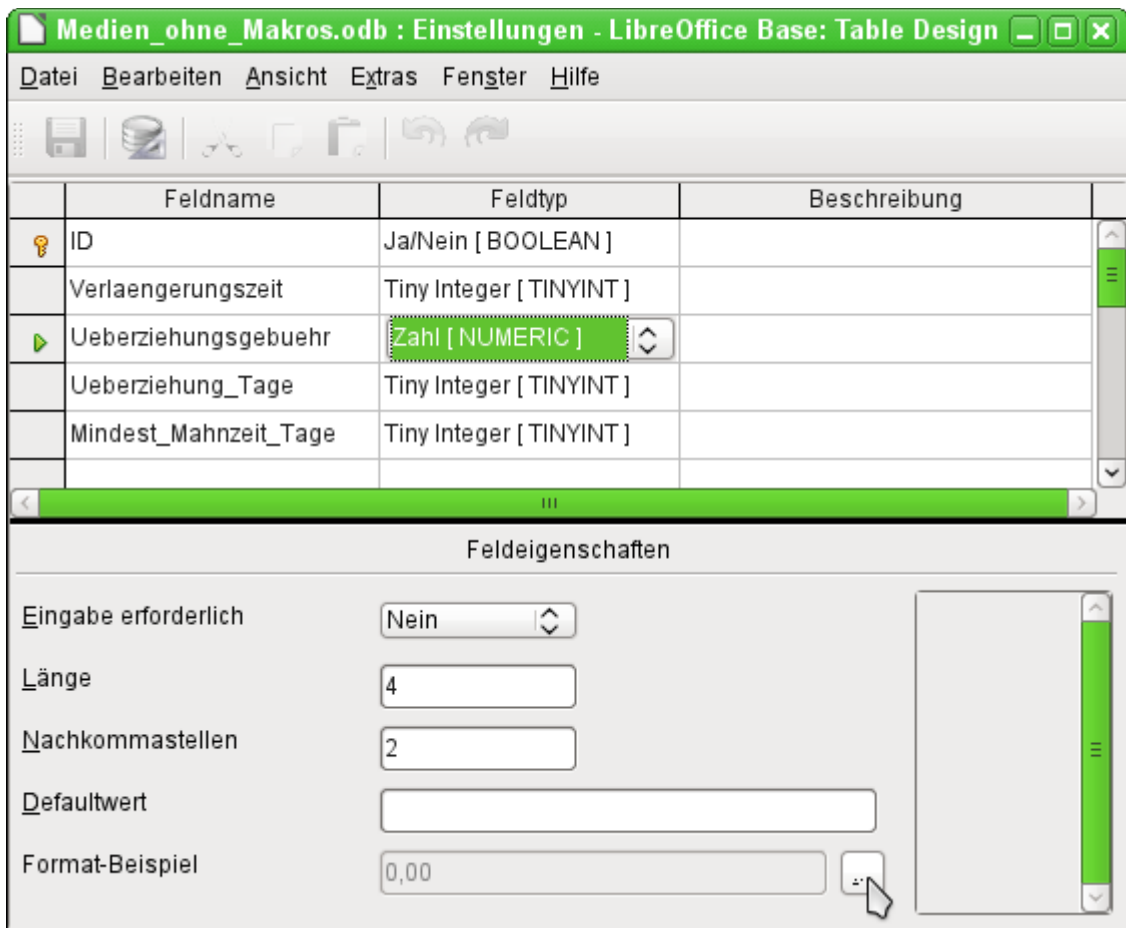 Medien_ohne_Makros.odb : Einstellungen - LibreOffice Base: Table Design
Datei Bearbeiten Ansicht Extras Fenster Hilfe
Feldname Feldtyp Beschreibung
ID Ja/Nein [ BOOLEAN ]
Verlaengerungszeit Tiny Integer [ TINYINT ]
Ueberziehungsgebuehr Zahl [ NUMERIC ]
Ueberziehung_Tage Tiny Integer [ TINYINT ]
Mindest_Mahnzeit_Tage Tiny Integer [ TINYINT ]
Feldeigenschaften
Eingabe erforderlich Nein
Länge 4
Nachkommastellen 2
Defaultwert
Format-Beispiel 0,00 ...